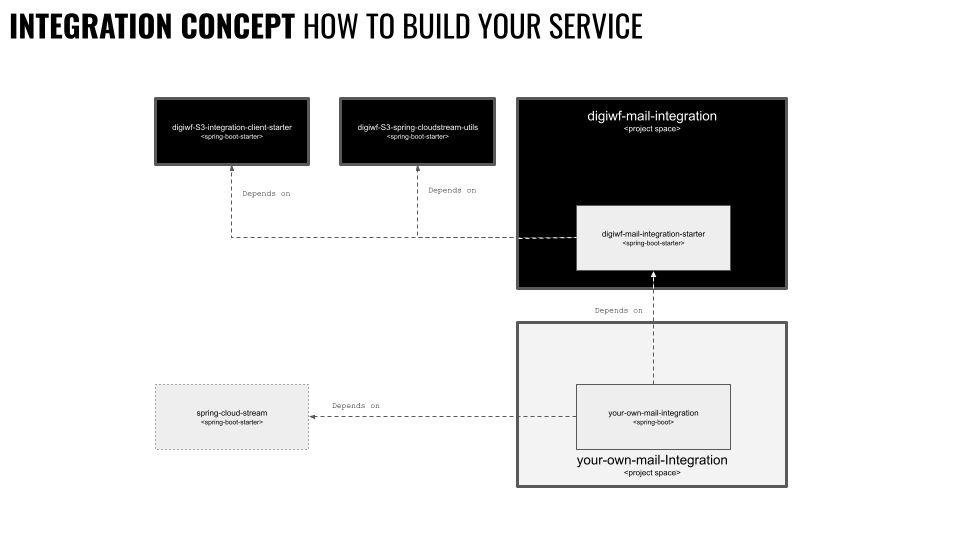 INTEGRATION CONCEPT HOW TO BUILD YOUR SERVICE
digiwf-S3-integration-client-starter
<spring-boot-starter>
digiwf-S3-spring-cloudstream-utils
<spring-boot-starter>
digiwf-mail-integration
<project space>
Depends on
Depends on
digiwf-mail-integration-starter
<spring-boot-starter>
Depends on
spring-cloud-stream
<spring-boot-starter>
Depends on
your-own-mail-integration
<spring-boot>
your-own-mail-Integration
<project space>